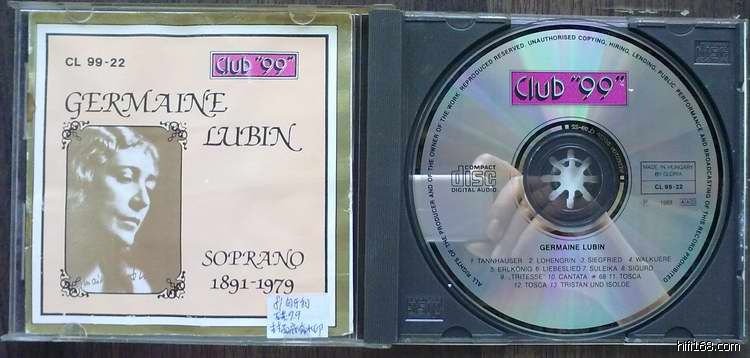 CL 99-22
Club "99"
GERMAINE
LUBIN
SOPRANO
1891-1979
Club "99"
ALL RIGHTS OF THE PRODUCER AND OF THE OWNER OF THE WORK REPRODUCED RESERVED. UNAUTHORISED COPYING, HIRING, LENDING, PUBLIC PERFORMANCE AND BROADCASTING OF THIS RECORD PROHIBITED
COMPACT
disc
DIGITAL AUDIO
MADE IN HUNGARY
BY GLORIA
CL 99-22
GERMAINE LUBIN
1. TANNHAUSER 2. LOHENGRIN 3. SIEGFRIED 4. WALKUERE
5. ERLKÖNIG 6. LIEBESLIED 7. SULEIKA 8. SIGURD
9. „TRITESSE" 10. CANTATA # 68 11. TOSCA
12. TOSCA 13. TRISTAN UND ISOLDE
hifi168.com